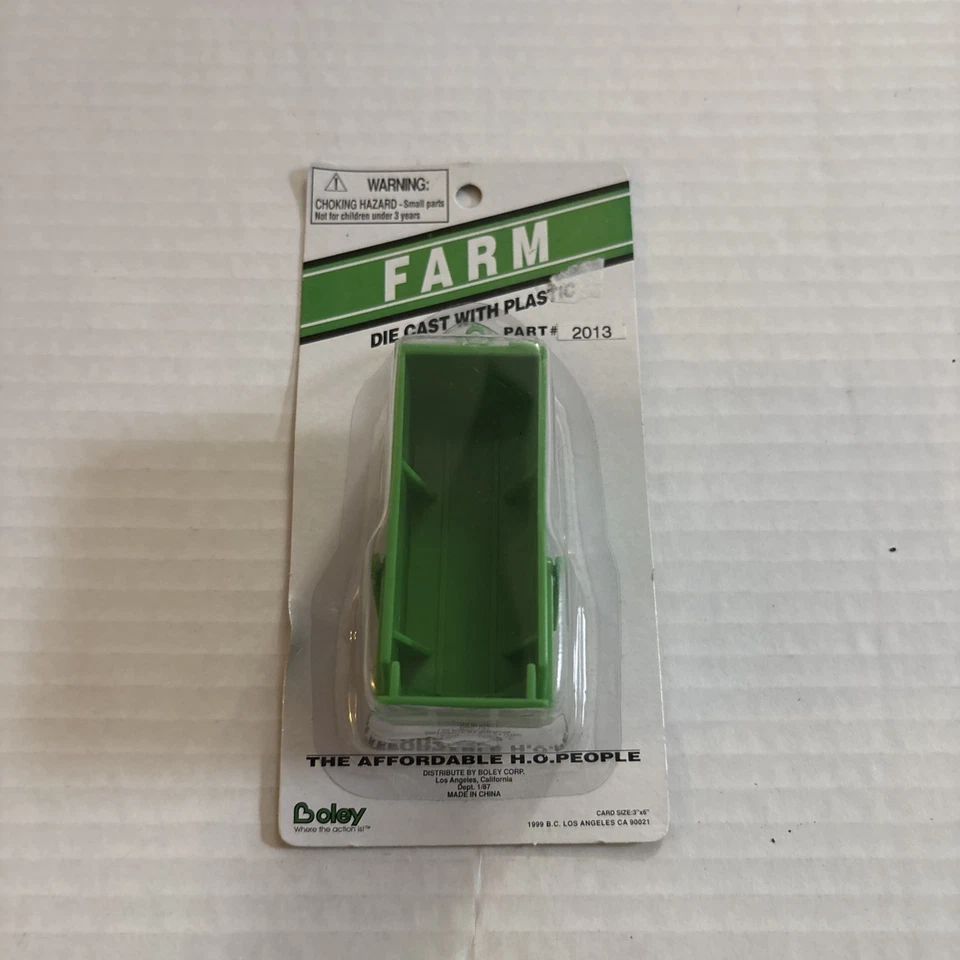 WARNING:
CHOKING HAZARD - Small parts
Not for children under 3 years
FARM
DIE CAST WITH PLASTIC
PART# 2013
THE AFFORDABLE H.O.PEOPLE
DISTRIBUTE BY BOLEY CORP.
Los Angeles, California
Dept. 1/87
MADE IN CHINA
Boley
Where the action is!™
CARD SIZE:3"x6"
1999 B.C. LOS ANGELES CA 90021